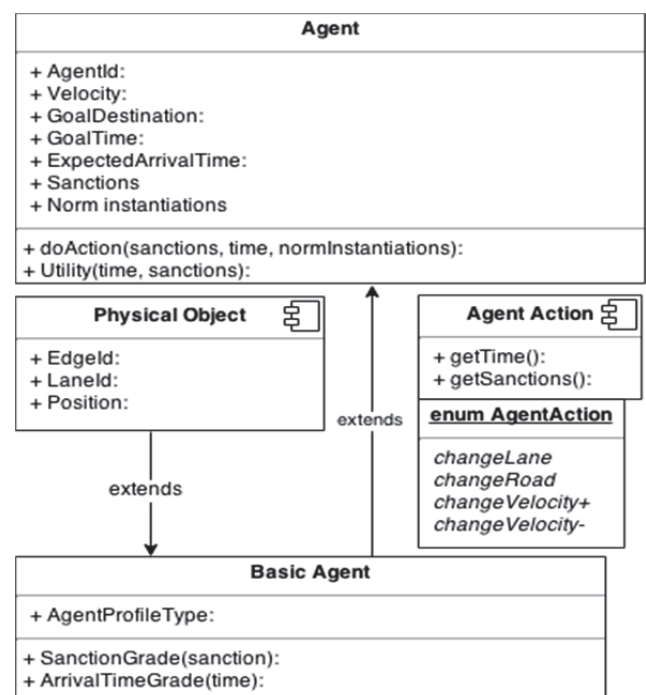 Agent
+ AgentId:
+ Velocity:
+ GoalDestination:
+ GoalTime:
+ ExpectedArrivalTime:
+ Sanctions
+ Norm instantiations
+ doAction(sanctions, time, normInstantiations):
+ Utility(time, sanctions):
Physical Object
+ EdgeId:
+ LaneId:
+ Position:
Agent Action
+ getTime():
+ getSanctions():
enum AgentAction
changeLane
changeRoad
changeVelocity+
changeVelocity-
extends
extends
Basic Agent
+ AgentProfileType:
+ SanctionGrade(sanction):
+ ArrivalTimeGrade(time):